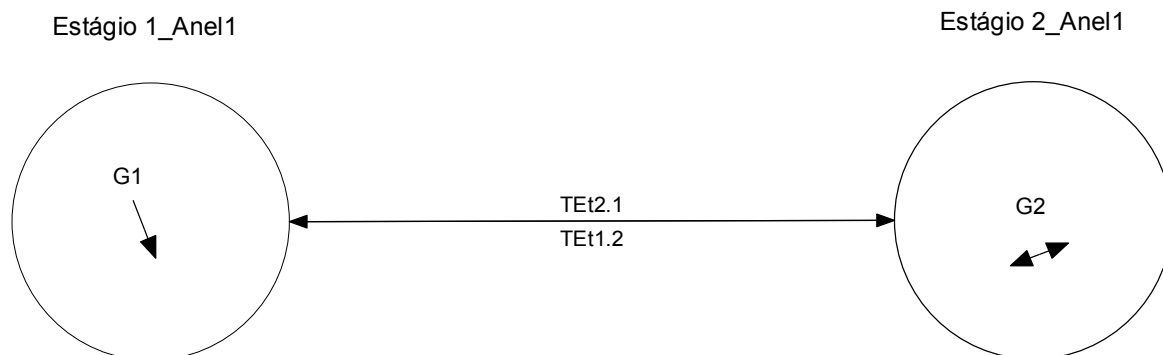 Estágio 1_Anel1
Estágio 2_Anel1
G1
TEt2.1
TEt1.2
G2